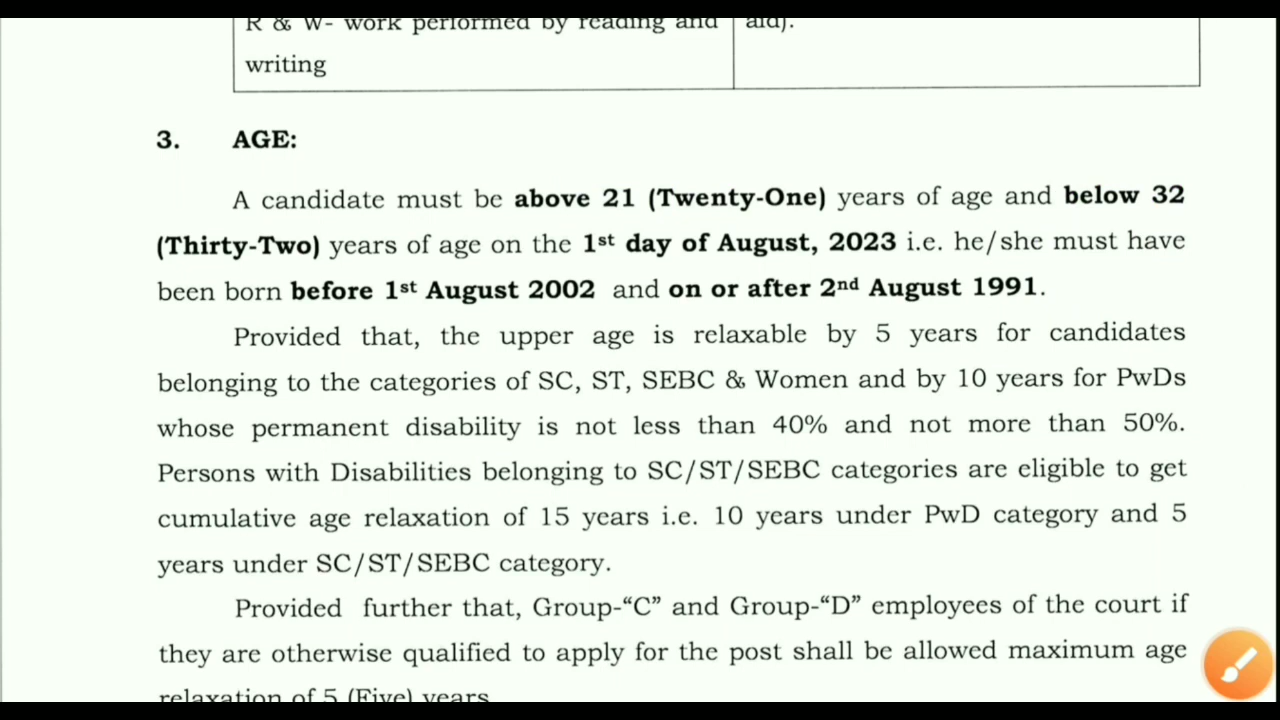 R & W- work performed by reading and aid).
writing
3. AGE:
A candidate must be above 21 (Twenty-One) years of age and below 32
(Thirty-Two) years of age on the 1st day of August, 2023 i.e. he/she must have
been born before 1st August 2002 and on or after 2nd August 1991.
Provided that, the upper age is relaxable by 5 years for candidates
belonging to the categories of SC, ST, SEBC & Women and by 10 years for PwDs
whose permanent disability is not less than 40% and not more than 50%.
Persons with Disabilities belonging to SC/ST/SEBC categories are eligible to get
cumulative age relaxation of 15 years i.e. 10 years under PwD category and 5
years under SC/ST/SEBC category.
Provided further that, Group-“C” and Group-“D” employees of the court if
they are otherwise qualified to apply for the post shall be allowed maximum age
relaxation of 5 (Five) years